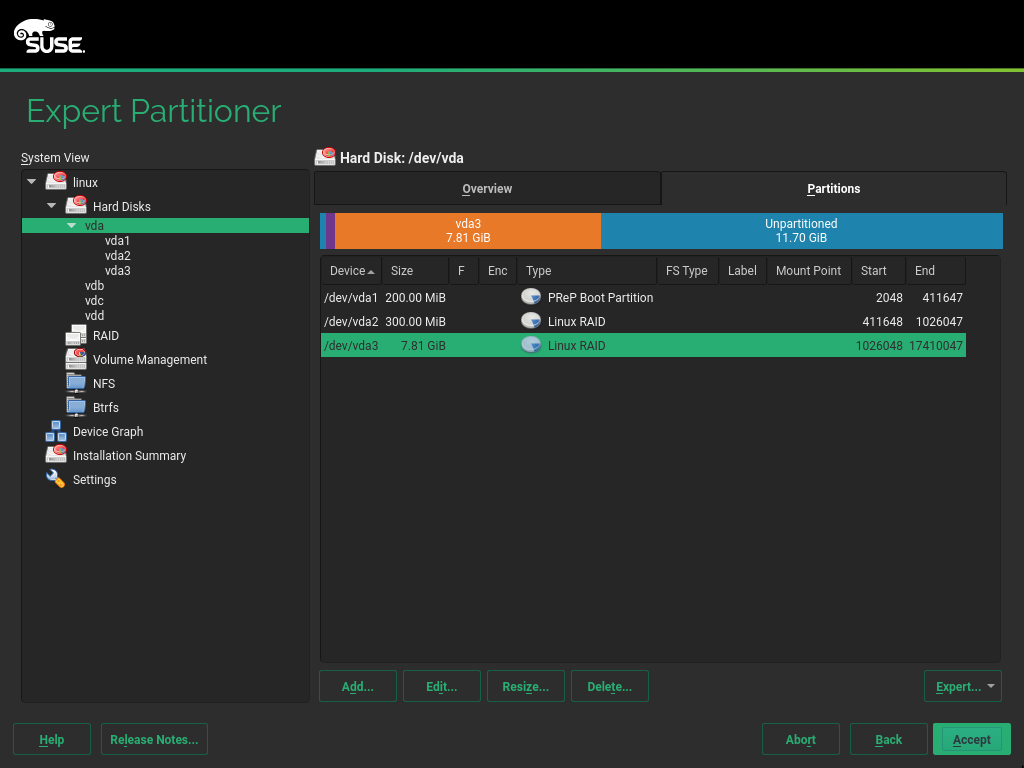 SUSE
Expert Partitioner
System View
linux
Hard Disks
vda
vda1
vda2
vda3
vdb
vdc
vdd
RAID
Volume Management
NFS
Btrfs
Device Graph
Installation Summary
Settings
Hard Disk: /dev/vda
Overview Partitions
vda3 Unpartitioned
7.81 GiB 11.70 GiB
Device Size F Enc Type FS Type Label Mount Point Start End
/dev/vda1 200.00 MiB PReP Boot Partition 2048 411647
/dev/vda2 300.00 MiB Linux RAID 411648 1026047
/dev/vda3 7.81 GiB Linux RAID 1026048 17410047
Add... Edit... Resize... Delete... Expert...
Help Release Notes... Abort Back Accept